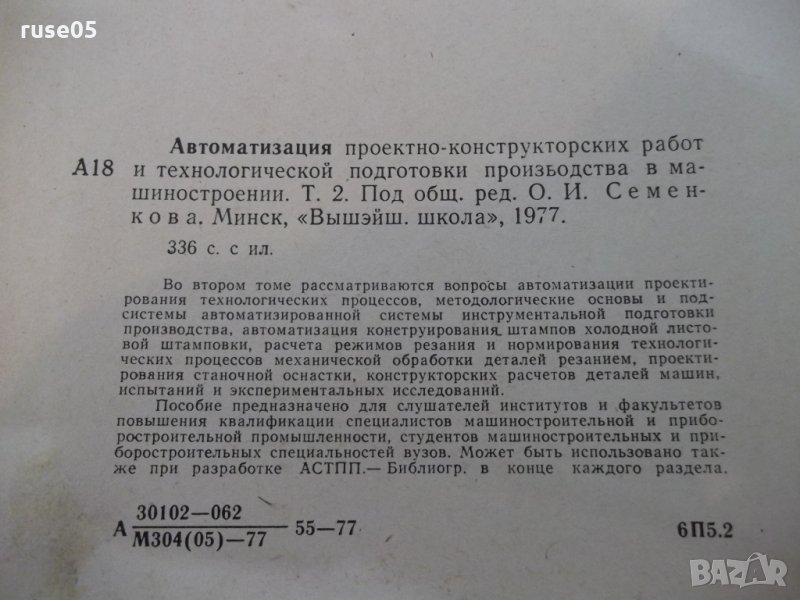 ruse05
Автоматизация проектно-конструкторских работ
А18 и технологической подготовки производства в ма-
шиностроении. Т. 2. Под общ. ред. О. И. Семен-
кова. Минск, «Вышэйш. школа», 1977.
336 с. с ил.
Во втором томе рассматриваются вопросы автоматизации проекти-
рования технологических процессов, методологические основы и под-
системы автоматизированной системы инструментальной подготовки
производства, автоматизация конструирования штампов холодной листо-
вой штамповки, расчета режимов резания и нормирования технологи-
ческих процессов механической обработки деталей резанием, проекти-
рования станочной оснастки, конструкторских расчетов деталей машин,
испытаний и экспериментальных исследований.
Пособие предназначено для слушателей институтов и факультетов
повышения квалификации специалистов машиностроительной и прибо-
ростроительной промышленности, студентов машиностроительных и при-
боростроительных специальностей вузов. Может быть использовано так-
же при разработке АСТПП.— Библиогр. в конце каждого раздела.
30102—062
А 55—77 6П5.2
М304(05)—77
BAZAR